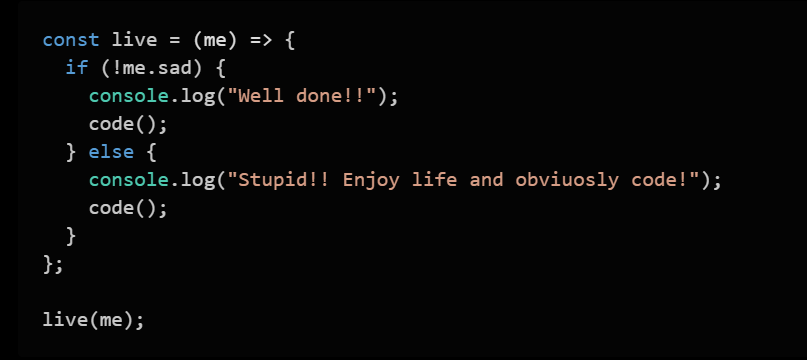 const live = (me) => {
  if (!me.sad) {
    console.log("Well done!!");
    code();
  } else {
    console.log("Stupid!! Enjoy life and obviuosly code!");
    code();
  }
};

live(me);